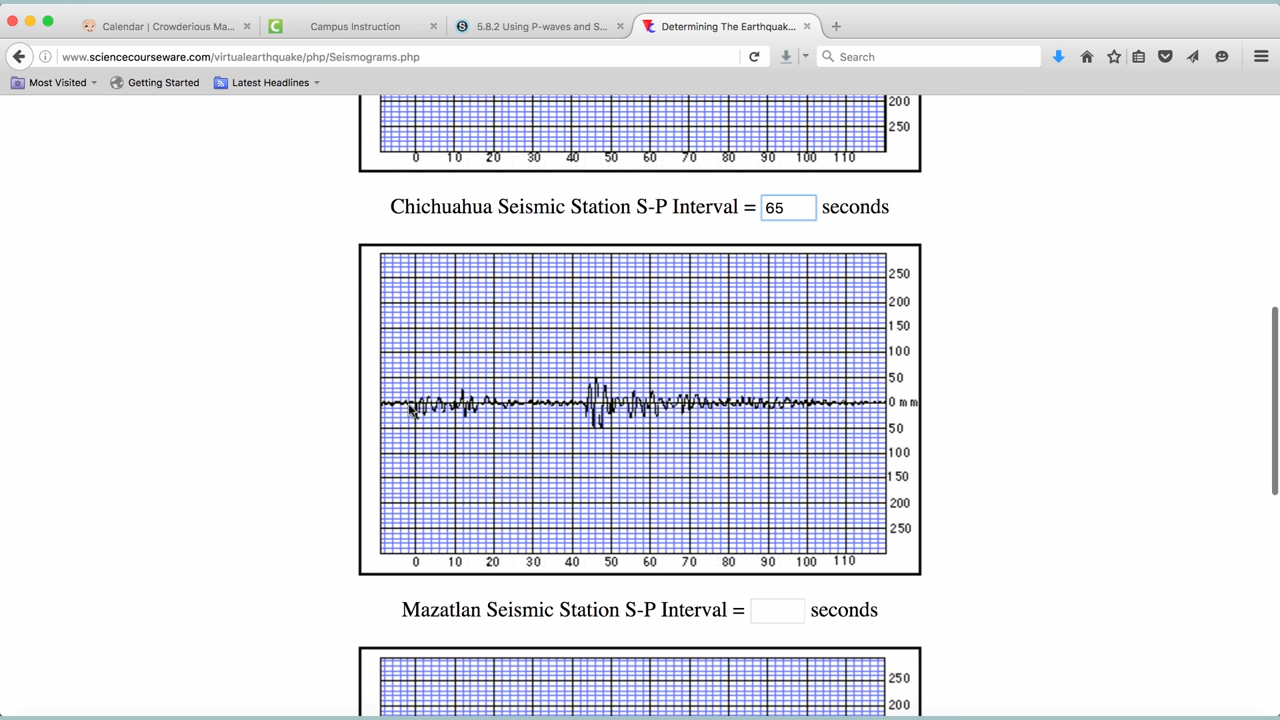 Calendar | Crowderious Ma...
Campus Instruction
5.8.2 Using P-waves and S...
Determining The Earthquak...
www.sciencecourseware.com/virtualearthquake/php/Seismograms.php
Search
Most Visited
Getting Started
Latest Headlines
200
250
0 10 20 30 40 50 60 70 80 90 100 110
Chichuahua Seismic Station S-P Interval = 65 seconds
250
200
150
100
50
0 mm
50
100
150
200
250
0 10 20 30 40 50 60 70 80 90 100 110
Mazatlan Seismic Station S-P Interval = seconds
250
200